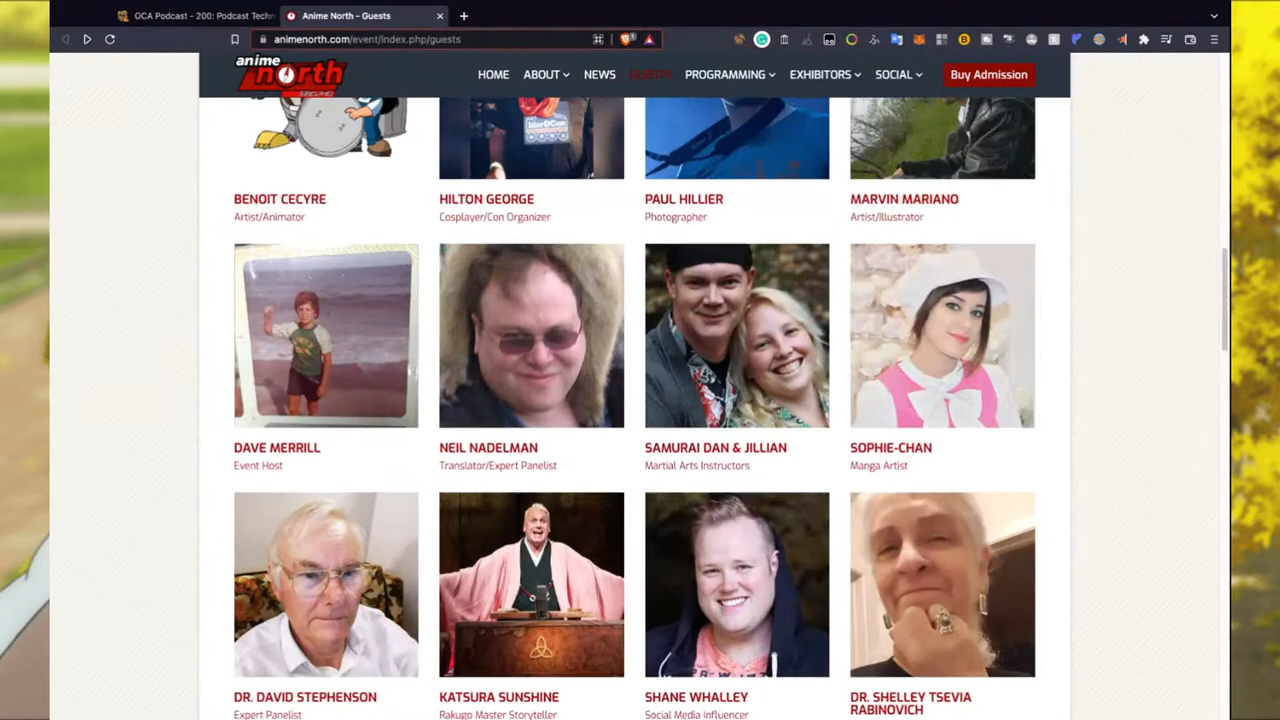 OCA Podcast - 200: Podcast Techn
Anime North - Guests
animenorth.com/event/index.php/guests
anime
north
HOME
ABOUT
NEWS
GUESTS
PROGRAMMING
EXHIBITORS
SOCIAL
Buy Admission
BENOIT CECYRE
Artist/Animator
HILTON GEORGE
Cosplayer/Con Organizer
PAUL HILLIER
Photographer
MARVIN MARIANO
Artist/Illustrator
DAVE MERRILL
Event Host
NEIL NADELMAN
Translator/Expert Panelist
SAMURAI DAN & JILLIAN
Martial Arts Instructors
SOPHIE-CHAN
Manga Artist
DR. DAVID STEPHENSON
Expert Panelist
KATSURA SUNSHINE
Rakugo Master Storyteller
SHANE WHALLEY
Social Media Influencer
DR. SHELLEY TSEVIA
RABINOVICH